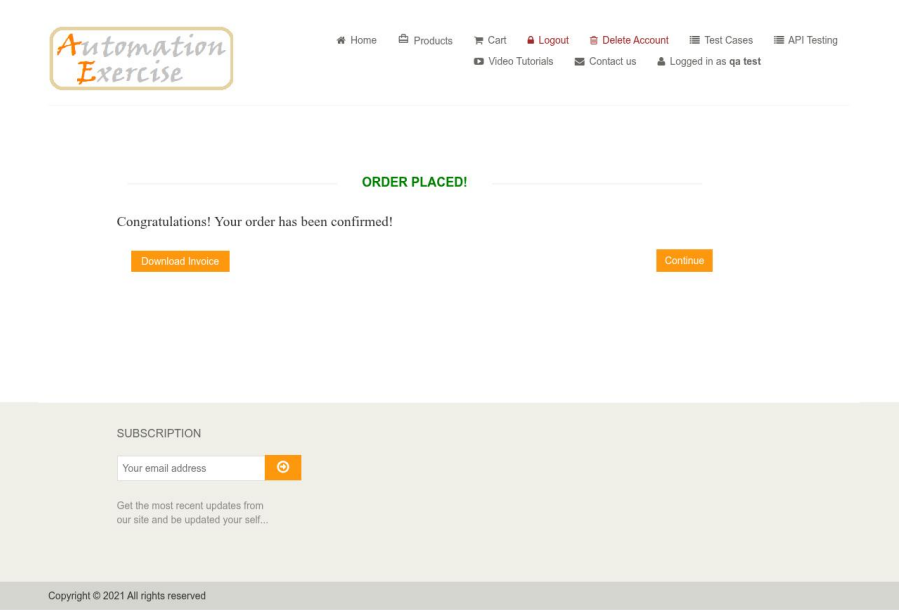 Automation
Exercise
Home Products Cart Logout Delete Account Test Cases API Testing
Video Tutorials Contact us Logged in as qa test
ORDER PLACED!
Congratulations! Your order has been confirmed!
Download Invoice Continue
SUBSCRIPTION
Your email address
Get the most recent updates from
our site and be updated your self...
Copyright © 2021 All rights reserved